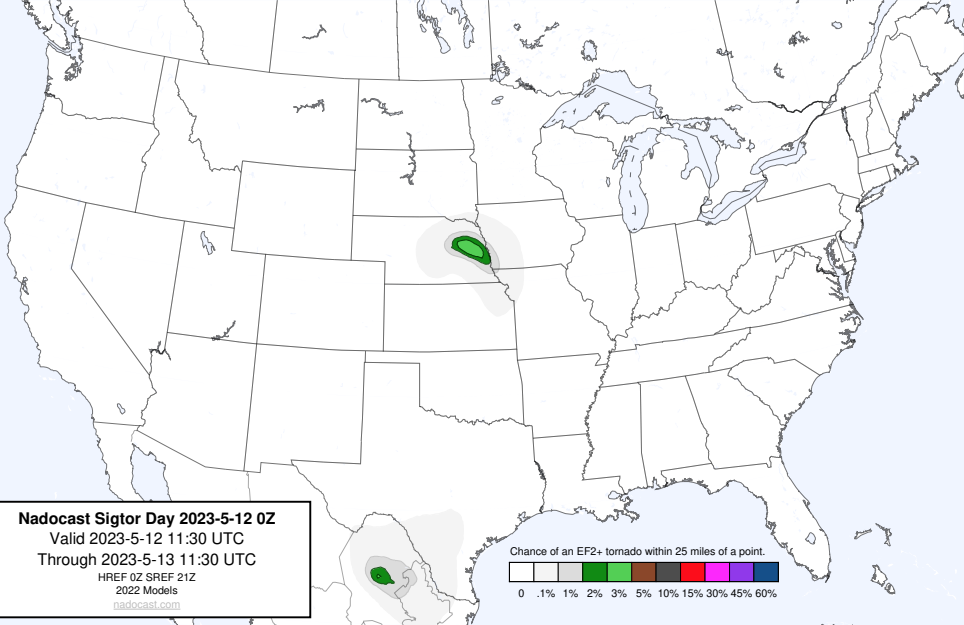 Nadocast Sigtor Day 2023-5-12 0Z
Valid 2023-5-12 11:30 UTC
Through 2023-5-13 11:30 UTC
HREF 0Z SREF 21Z
2022 Models
nadocast.com
Chance of an EF2+ tornado within 25 miles of a point.
0 .1% 1% 2% 3% 5% 10% 15% 30% 45% 60%